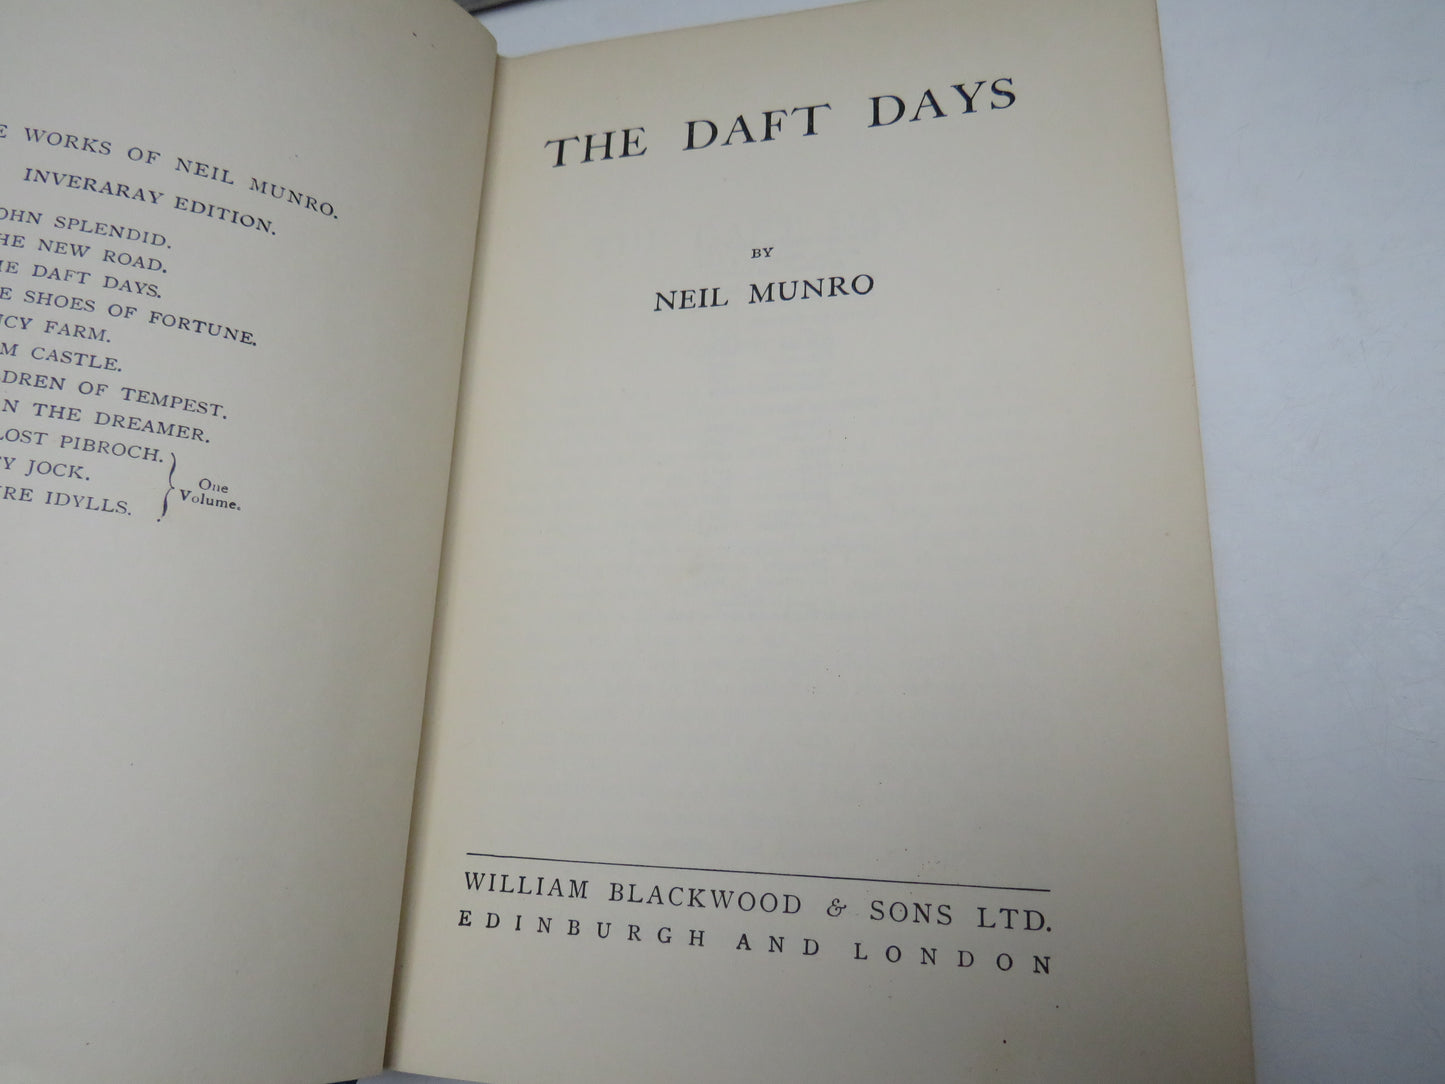 WORKS OF NEIL MUNRO.
INVERARAY EDITION.
OHN SPLENDID.
HE NEW ROAD.
E DAFT DAYS.
E SHOES OF FORTUNE.
CY FARM.
M CASTLE.
DREN OF TEMPEST.
N THE DREAMER.
LOST PIBROCH.
Y JOCK.
RE IDYLLS.
One
Volume.
THE DAFT DAYS
BY
NEIL MUNRO
WILLIAM BLACKWOOD & SONS LTD.
EDINBURGH AND LONDON